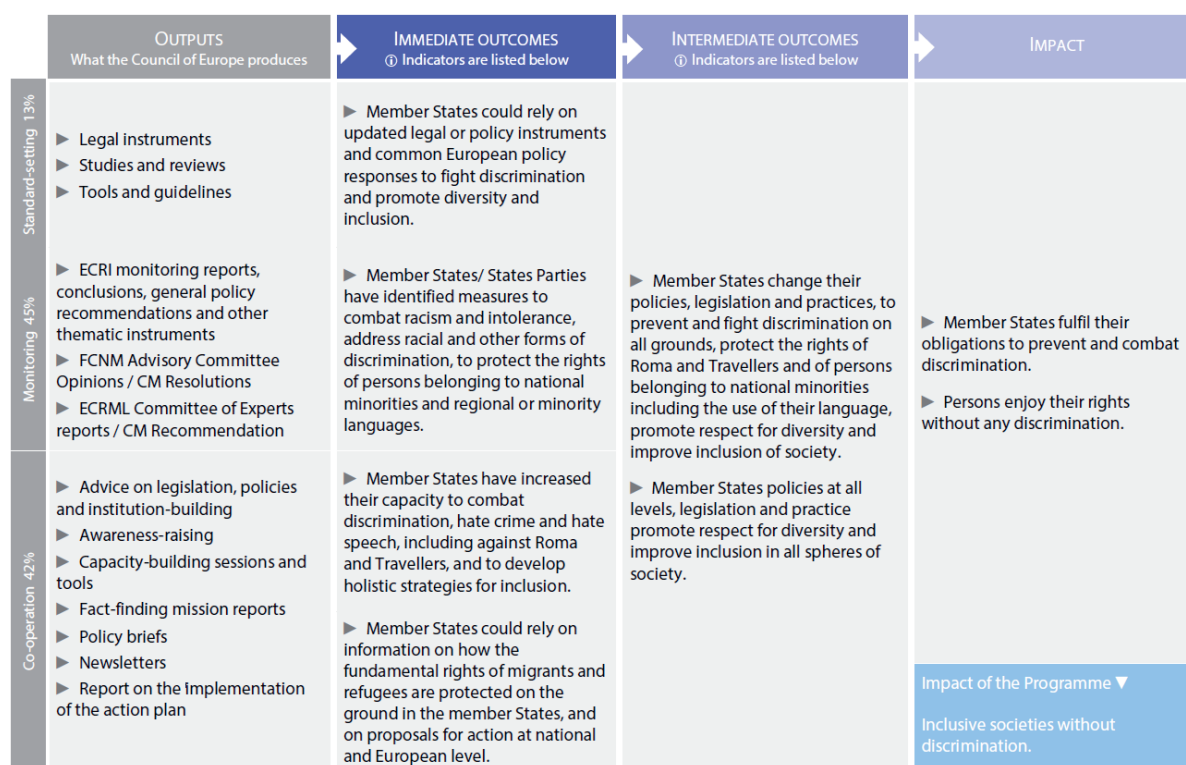 OUTPUTS
What the Council of Europe produces
IMMEDIATE OUTCOMES
ⓘ Indicators are listed below
INTERMEDIATE OUTCOMES
ⓘ Indicators are listed below
IMPACT
Standard-setting 13%
► Legal instruments
► Studies and reviews
► Tools and guidelines
► Member States could rely on
updated legal or policy instruments
and common European policy
responses to fight discrimination
and promote diversity and
inclusion.
Monitoring 45%
► ECRI monitoring reports,
conclusions, general policy
recommendations and other
thematic instruments
► FCNM Advisory Committee
Opinions / CM Resolutions
► ECRML Committee of Experts
reports / CM Recommendation
► Member States/ States Parties
have identified measures to
combat racism and intolerance,
address racial and other forms of
discrimination, to protect the rights
of persons belonging to national
minorities and regional or minority
languages.
Co-operation 42%
► Advice on legislation, policies
and institution-building
► Awareness-raising
► Capacity-building sessions and
tools
► Fact-finding mission reports
► Policy briefs
► Newsletters
► Report on the implementation
of the action plan
► Member States have increased
their capacity to combat
discrimination, hate crime and hate
speech, including against Roma
and Travellers, and to develop
holistic strategies for inclusion.
► Member States could rely on
information on how the
fundamental rights of migrants and
refugees are protected on the
ground in the member States, and
on proposals for action at national
and European level.
► Member States change their
policies, legislation and practices, to
prevent and fight discrimination on
all grounds, protect the rights of
Roma and Travellers and of persons
belonging to national minorities
including the use of their language,
promote respect for diversity and
improve inclusion of society.
► Member States policies at all
levels, legislation and practice
promote respect for diversity and
improve inclusion in all spheres of
society.
► Member States fulfil their
obligations to prevent and combat
discrimination.
► Persons enjoy their rights
without any discrimination.
Impact of the Programme ▼
Inclusive societies without
discrimination.